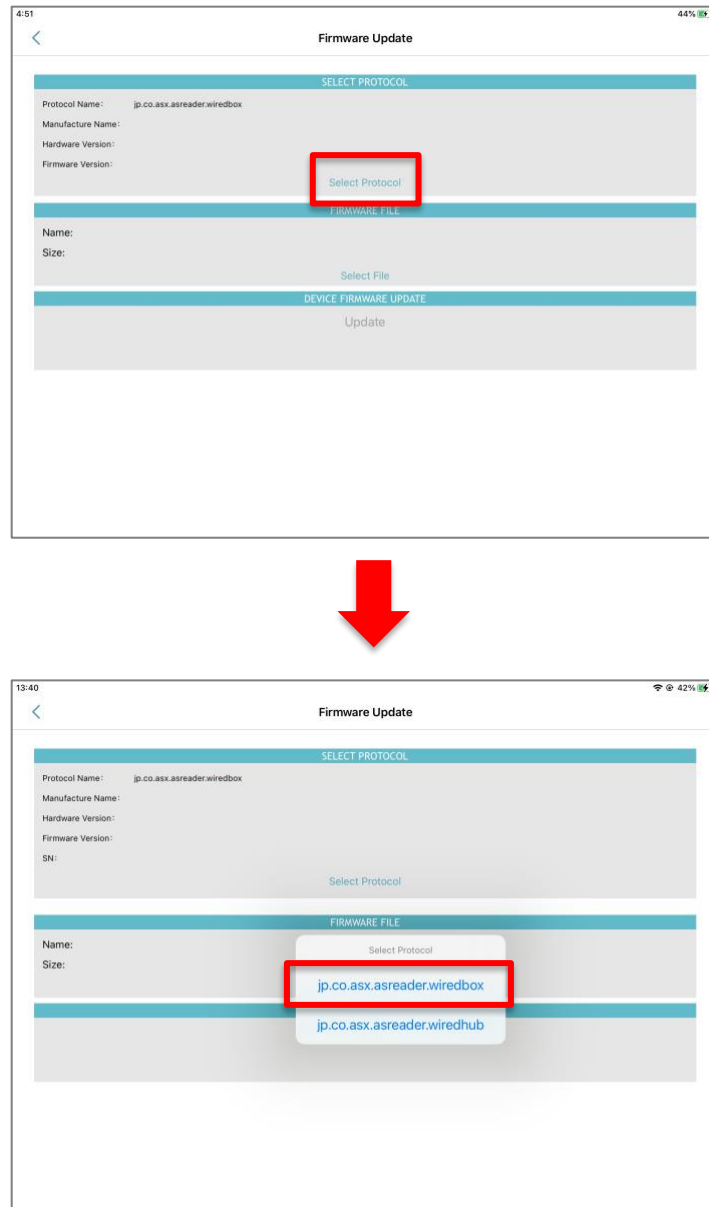 4:51
44%
Firmware Update
SELECT PROTOCOL
Protocol Name: jp.co.asx.asreader.wiredbox
Manufacture Name:
Hardware Version:
Firmware Version:
Select Protocol
FIRMWARE FILE
Name:
Size:
Select File
DEVICE FIRMWARE UPDATE
Update
13:40
42%
Firmware Update
SELECT PROTOCOL
Protocol Name: jp.co.asx.asreader.wiredbox
Manufacture Name:
Hardware Version:
Firmware Version:
SN:
Select Protocol
FIRMWARE FILE
Name:
Size:
Select Protocol
jp.co.asx.asreader.wiredbox
jp.co.asx.asreader.wiredhub